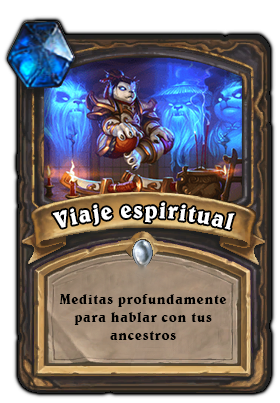 Viaje espiritual
Meditas profundamente
para hablar con tus
ancestros